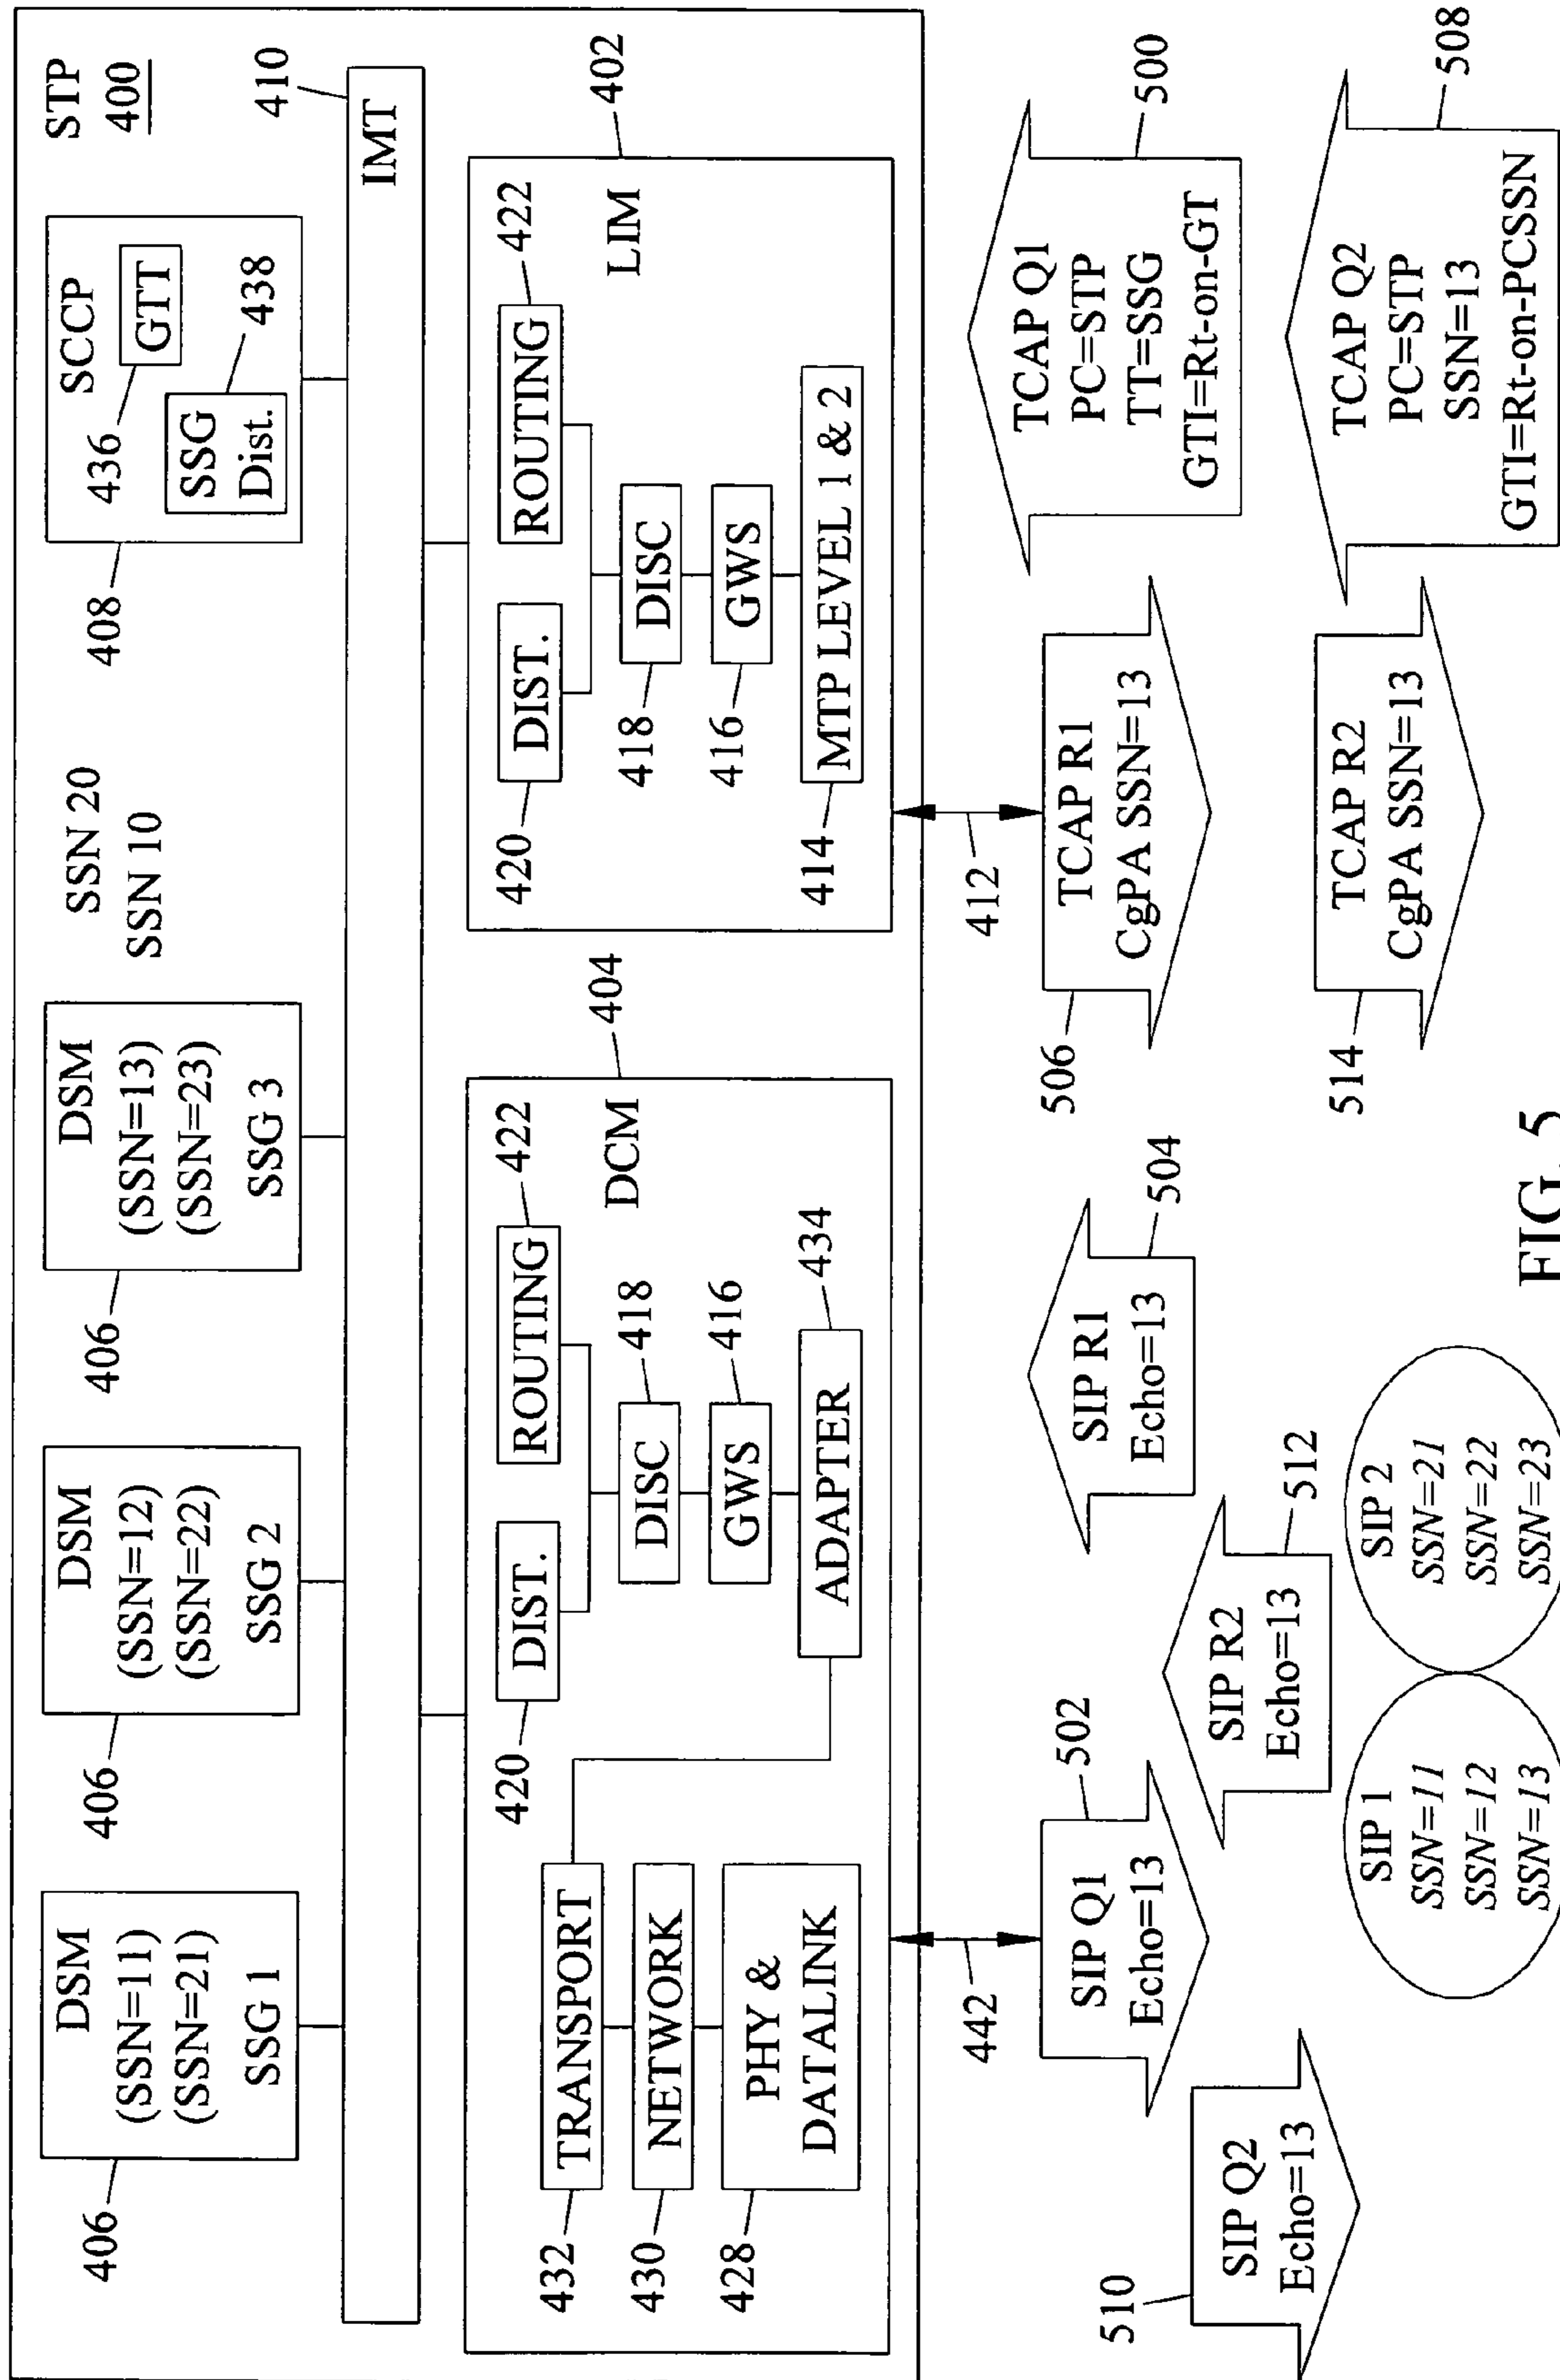 STP
400
DSM
(SSN=11)
(SSN=21)
SSG 1
406
DSM
(SSN=12)
(SSN=22)
SSG 2
406
DSM
(SSN=13)
(SSN=23)
SSG 3
406
SSN 20
SSN 10
SCCP
436
GTT
SSG
Dist.
438
408
410
IMT
404
DCM
TRANSPORT
432
NETWORK
430
PHY &
DATALINK
428
DIST.
420
ROUTING
422
DISC
418
GWS
416
ADAPTER
434
402
LIM
DIST.
420
ROUTING
422
DISC
418
GWS
416
MTP LEVEL 1 & 2
414
442
412
SIP Q1
Echo=13
502
SIP Q2
Echo=13
510
SIP R1
Echo=13
504
SIP R2
Echo=13
512
SIP 1
SSN=11
SSN=12
SSN=13
SIP 2
SSN=21
SSN=22
SSN=23
TCAP R1
CgPA SSN=13
506
TCAP R2
CgPA SSN=13
514
TCAP Q1
PC=STP
TT=SSG
GTI=Rt-on-GT
500
TCAP Q2
PC=STP
SSN=13
GTI=Rt-on-PCSSN
508
FIG. 5